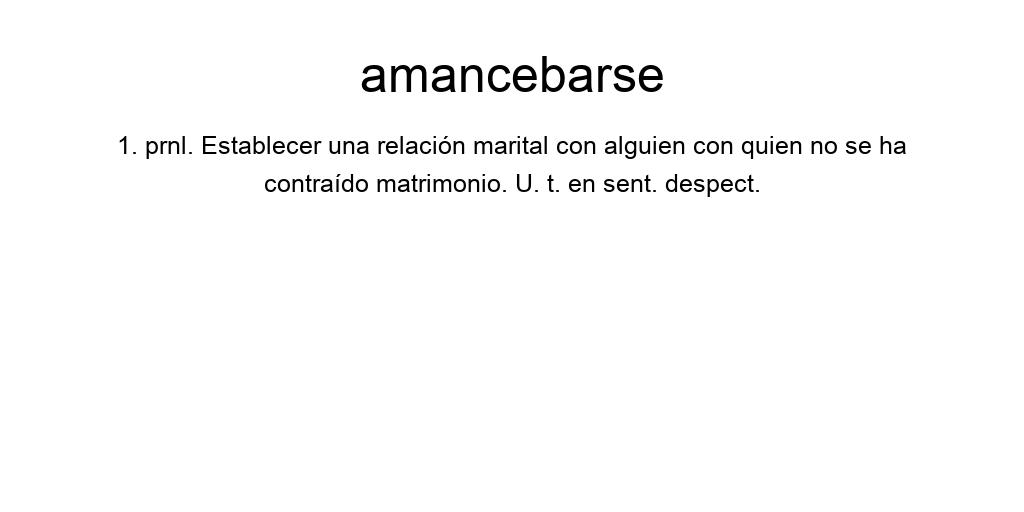 amancebarse
1. prnl. Establecer una relación marital con alguien con quien no se ha
contraído matrimonio. U. t. en sent. despect.